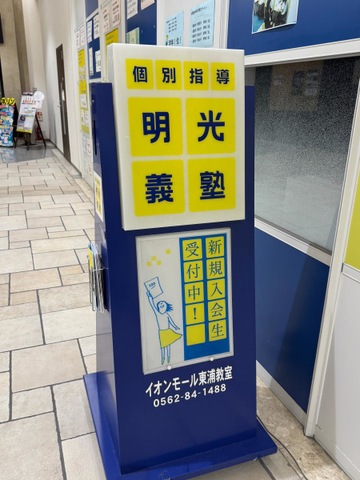 個別指導
明光
義塾
新規入会生
受付中！
イオンモール東浦教室
0562-84-1488